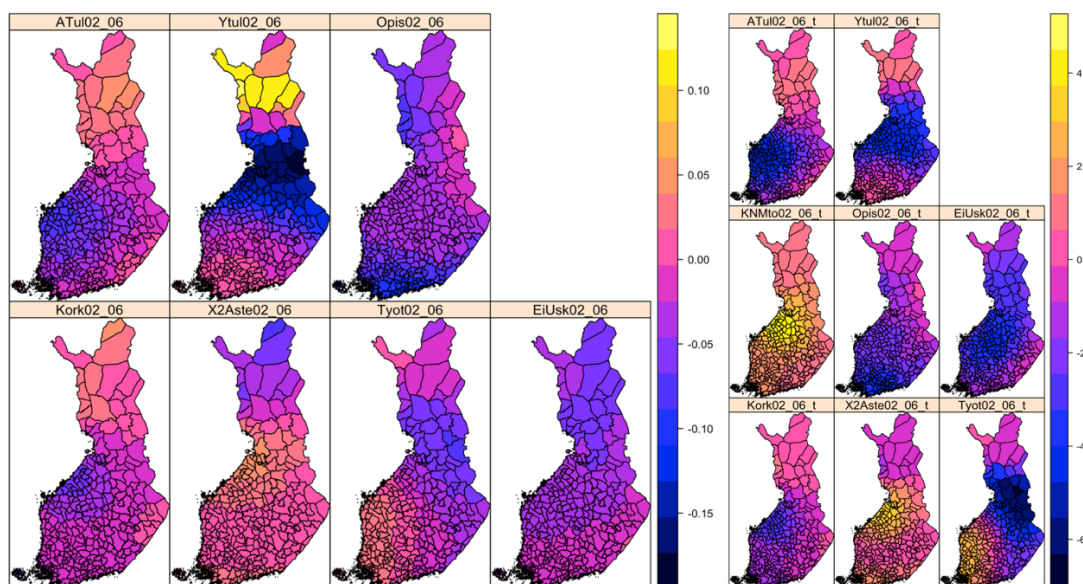 ATul02_06 Ytul02_06 Opis02_06
Kork02_06 X2Aste02_06 Tyot02_06 EiUsk02_06
0.10
0.05
0.00
-0.05
-0.10
-0.15
ATul02_06_t Ytul02_06_t
KNMto02_06_t Opis02_06_t EiUsk02_06_t
Kork02_06_t X2Aste02_06_t Tyot02_06_t
4
2
0
-2
-4
-6